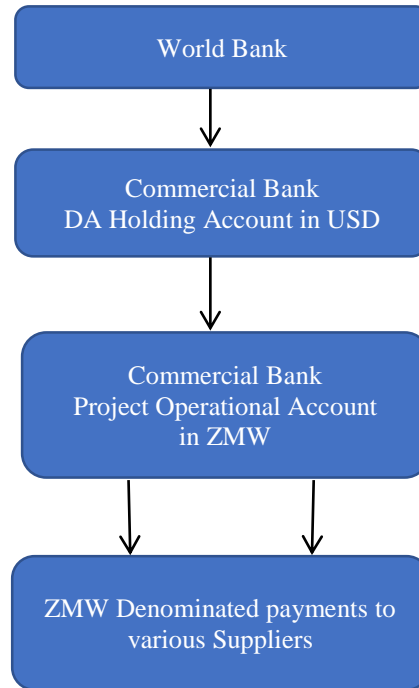 World Bank
Commercial Bank
DA Holding Account in USD
Commercial Bank
Project Operational Account
in ZMW
ZMW Denominated payments to
various Suppliers